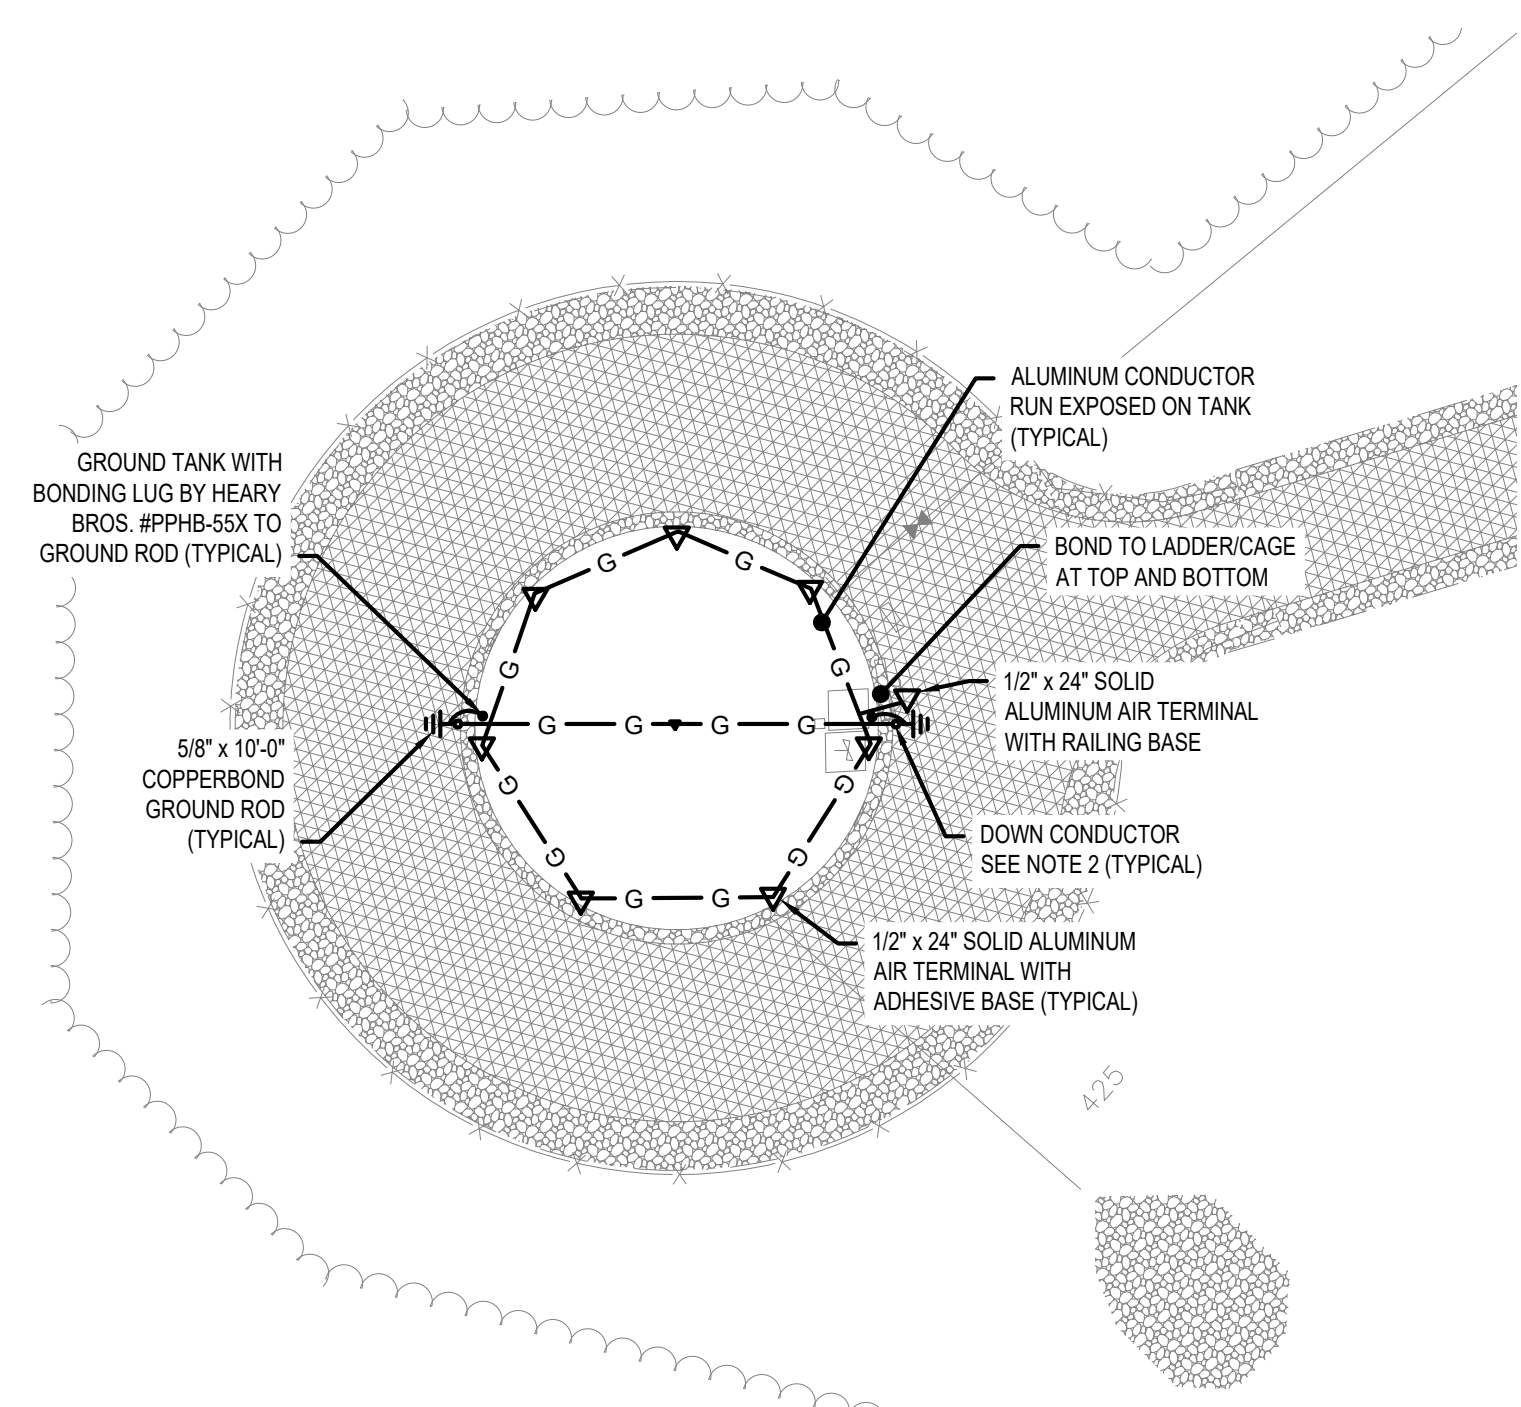 ALUMINUM CONDUCTOR
RUN EXPOSED ON TANK
(TYPICAL)
GROUND TANK WITH
BONDING LUG BY HEARY
BROS. #PPHB-55X TO
GROUND ROD (TYPICAL)
BOND TO LADDER/CAGE
AT TOP AND BOTTOM
G
G
G
G
1/2" x 24" SOLID
ALUMINUM AIR TERMINAL
WITH RAILING BASE
G
G
G
G
5/8" x 10'-0"
COPPERBOND
GROUND ROD
(TYPICAL)
G
G
DOWN CONDUCTOR
SEE NOTE 2 (TYPICAL)
G
G
G
G
1/2" x 24" SOLID ALUMINUM
AIR TERMINAL WITH
ADHESIVE BASE (TYPICAL)
425